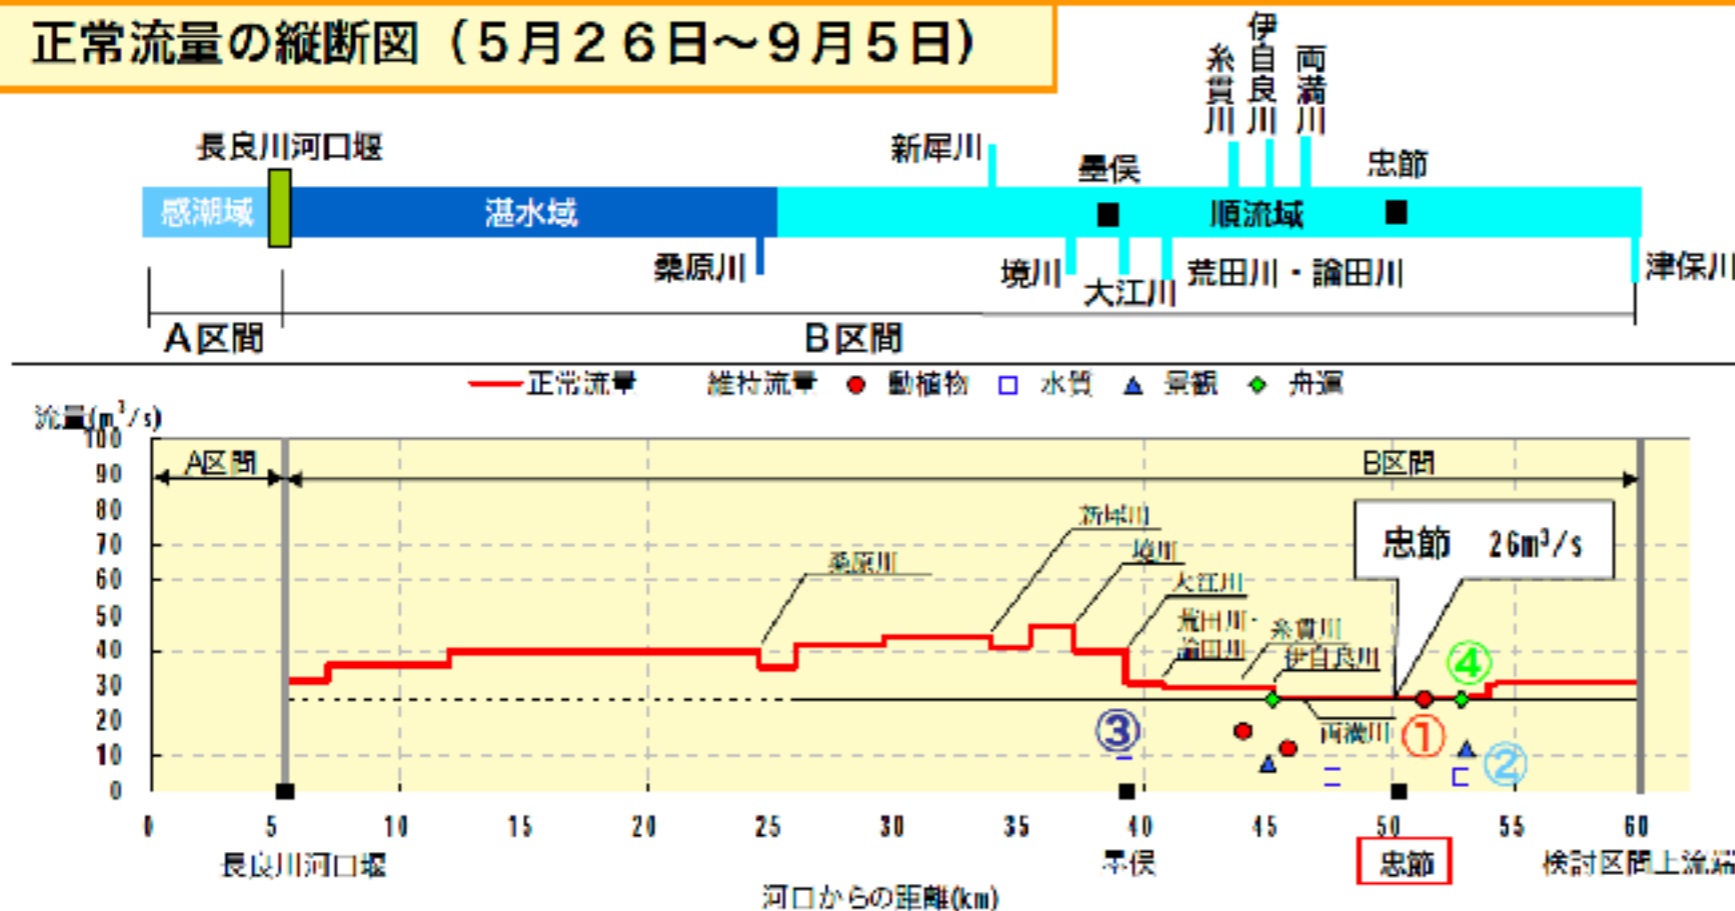 正常流量の縦断図（５月２６日～９月５日）
糸貫川
伊自良川
両満川
長良川河口堰
新犀川
墨俣
忠節
感潮域
湛水域
順流域
桑原川
境川
大江川
荒田川・論田川
津保川
A区間
B区間
正常流量 維持流量 動植物 水質 景観 舟運
流量(m³/s)
A区間
B区間
100
90
80
70
60
50
40
30
20
10
0
桑原川
新犀川
境川
大江川
荒田川・
論田川
糸貫川
伊自良川
両満川
忠節 26m³/s
④
③
①
②
0 5 10 15 20 25 30 35 40 45 50 55 60
長良川河口堰
墨俣
忠節
検討区間上流端
河口からの距離(km)